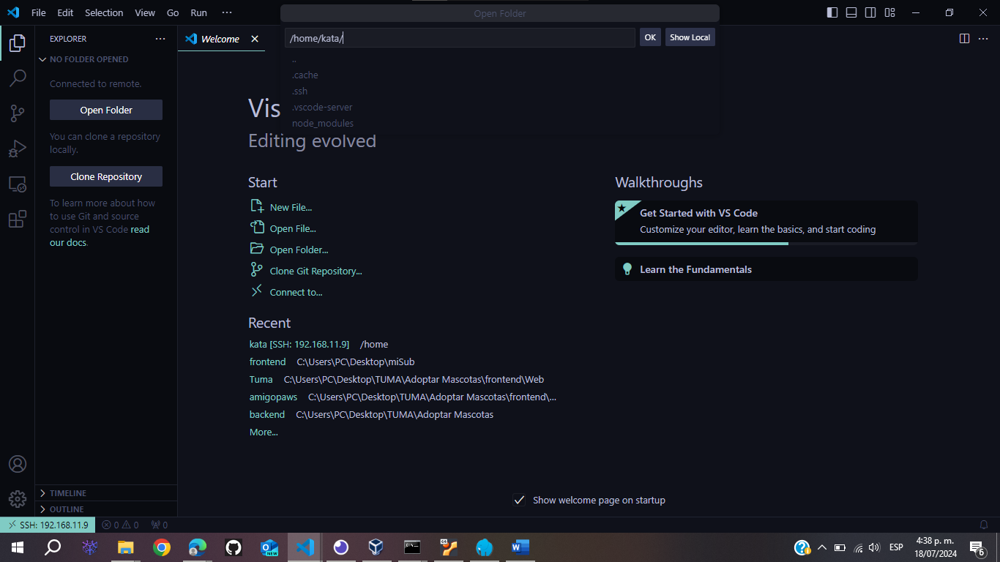 File Edit Selection View Go Run ···
Open Folder
/home/kata/
OK
Show Local
..
.cache
.ssh
.vscode-server
node_modules
EXPLORER
NO FOLDER OPENED
Connected to remote.
Open Folder
You can clone a repository
locally.
Clone Repository
To learn more about how
to use Git and source
control in VS Code read
our docs.
TIMELINE
OUTLINE
Welcome
Vis
Editing evolved
Start
New File...
Open File...
Open Folder...
Clone Git Repository...
Connect to...
Recent
kata [SSH: 192.168.11.9] /home
frontend C:\Users\PC\Desktop\miSub
Tuma C:\Users\PC\Desktop\TUMA\Adoptar Mascotas\frontend\Web
amigopaws C:\Users\PC\Desktop\TUMA\Adoptar Mascotas\frontend\...
backend C:\Users\PC\Desktop\TUMA\Adoptar Mascotas
More...
Walkthroughs
Get Started with VS Code
Customize your editor, learn the basics, and start coding
Learn the Fundamentals
Show welcome page on startup
SSH: 192.168.11.9 0 0 0
NEW
64
ESP
4:38 p. m.
18/07/2024
6